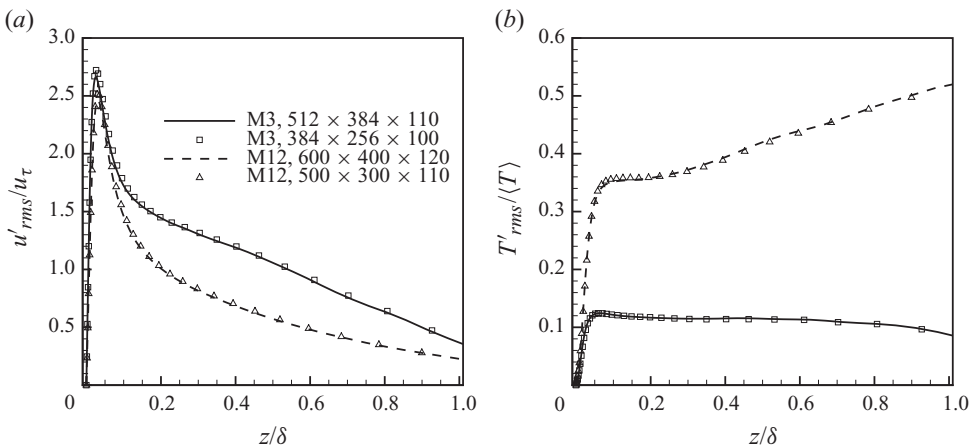 (a)
3.0
2.5
2.0
1.5
1.0
0.5
u′rms/uτ
M3, 512 × 384 × 110
M3, 384 × 256 × 100
M12, 600 × 400 × 120
M12, 500 × 300 × 110
0 0.2 0.4 0.6 0.8 1.0
z/δ
(b)
0.6
0.5
0.4
0.3
0.2
0.1
T′rms/⟨T⟩
0 0.2 0.4 0.6 0.8 1.0
z/δ